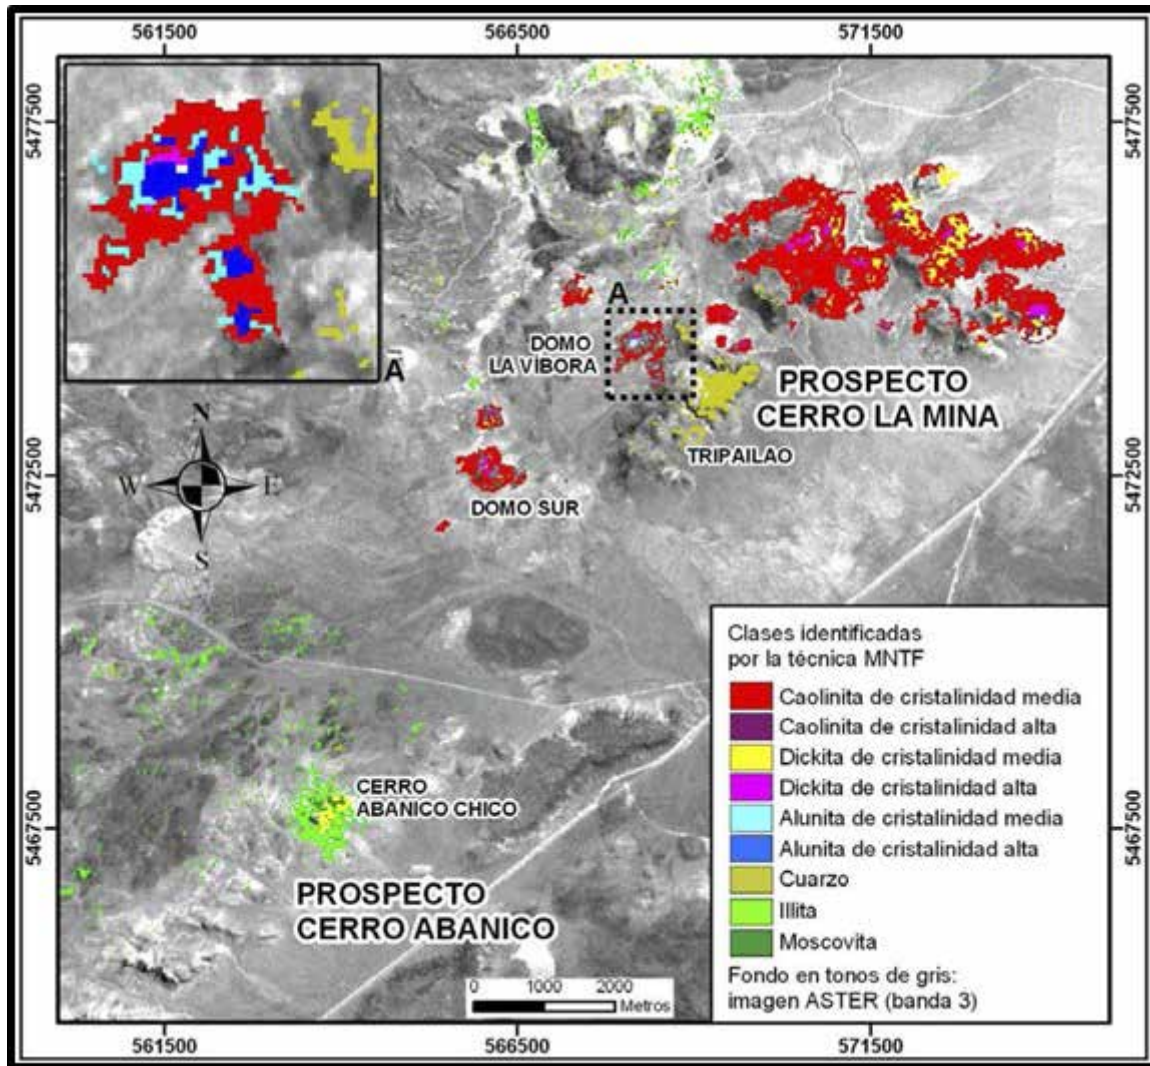 561500
566500
571500
5477500
5477500
A
A
DOMO
LA VÍBORA
PROSPECTO
CERRO LA MINA
TRIPAILAO
N
W
E
S
5472500
5472500
DOMO SUR
Clases identificadas
por la técnica MNTF
Caolinita de cristalinidad media
Caolinita de cristalinidad alta
Dickita de cristalinidad media
Dickita de cristalinidad alta
Alunita de cristalinidad media
Alunita de cristalinidad alta
Cuarzo
Illita
Moscovita
Fondo en tonos de gris:
imagen ASTER (banda 3)
CERRO
ABANICO CHICO
5467500
5467500
PROSPECTO
CERRO ABANICO
0 1000 2000
Metros
561500
566500
571500